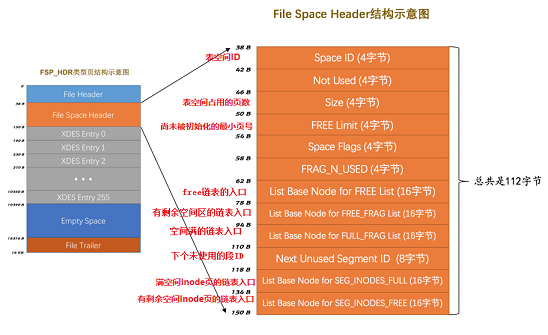 File Space Header结构示意图
FSP_HDR类型页结构示意图
0
File Header
38 B
File Space Header
150 B
XDES Entry 0
190 B
XDES Entry 1
230 B
XDES Entry 2
270 B
XDES Entry 255
10390 B
Empty Space
16376 B
File Trailer
16 KB
38 B
表空间ID
Space ID (4字节)
42 B
Not Used (4字节)
46 B
表空间占用的页数
Size (4字节)
50 B
尚未被初始化的最小页号
FREE Limit (4字节)
54 B
Space Flags (4字节)
58 B
FRAG_N_USED (4字节)
62 B
free链表的入口
List Base Node for FREE List (16字节)
78 B
有剩余空间区的链表入口
List Base Node for FREE_FRAG List (16字节)
94 B
空间满的链表入口
List Base Node for FULL_FRAG List (16字节)
110 B
下个未使用的段ID
Next Unused Segment ID (8字节)
118 B
满空间Inode页的链表入口
List Base Node for SEG_INODES_FULL (16字节)
134 B
有剩余空间Inode页的链表入口
List Base Node for SEG_INODES_FREE (16字节)
150 B
总共是112字节